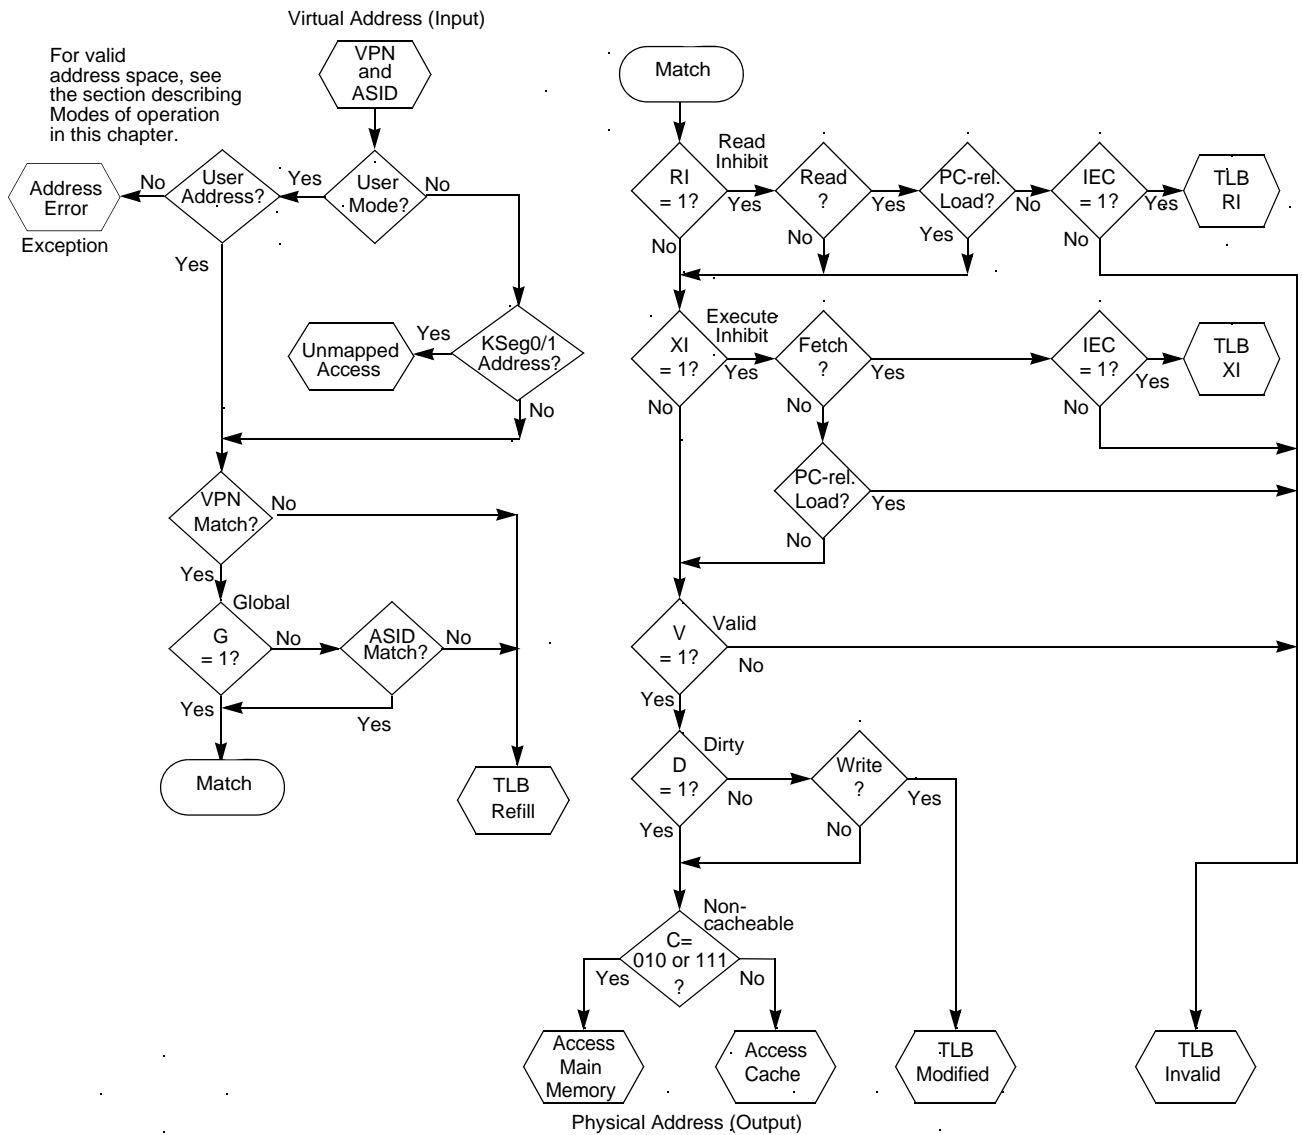 Virtual Address (Input)
For valid
address space, see
the section describing
Modes of operation
in this chapter.
VPN
and
ASID
Address
Error
Exception
No
User
Address?
Yes
User
Mode?
No
Yes
Unmapped
Access
Yes
KSeg0/1
Address?
No
VPN
Match?
No
Yes
Global
G
= 1?
No
ASID
Match?
No
Yes
Yes
Match
TLB
Refill
Match
RI
= 1?
Read
Inhibit
Yes
No
Read
?
Yes
No
PC-rel.
Load?
No
Yes
IEC
= 1?
Yes
No
TLB
RI
XI
= 1?
Execute
Inhibit
Yes
No
Fetch
?
Yes
No
IEC
= 1?
Yes
No
TLB
XI
PC-rel.
Load?
Yes
No
V
= 1?
Valid
No
Yes
D
= 1?
Dirty
No
Yes
Write
?
Yes
No
Non-
cacheable
C=
010 or 111
?
Yes
No
Access
Main
Memory
Access
Cache
TLB
Modified
TLB
Invalid
Physical Address (Output)